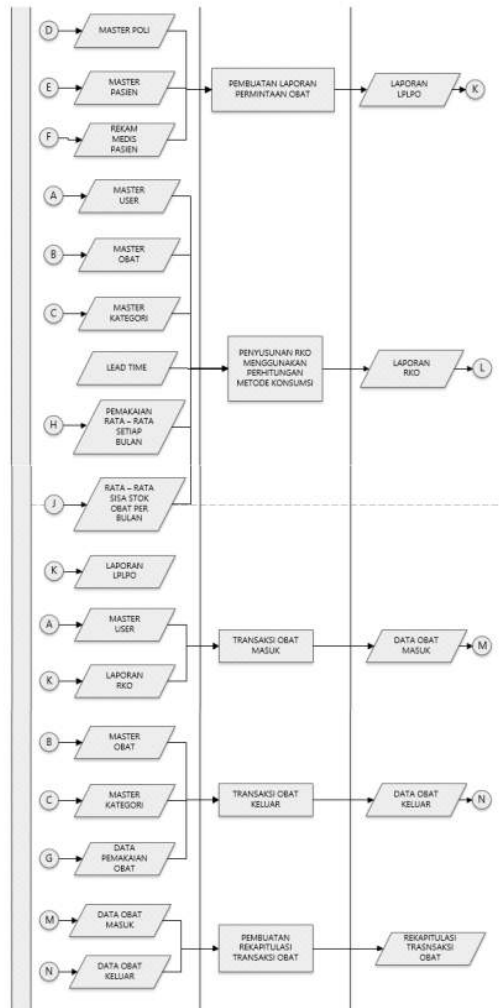 D
MASTER POLI
E
MASTER
PASIEN
PEMBUATAN LAPORAN
PERMINTAAN OBAT
LAPORAN
LPLPO
K
F
REKAM
MEDIS
PASIEN
A
MASTER
USER
B
MASTER
OBAT
C
MASTER
KATEGORI
LEAD TIME
PENYUSUNAN RKO
MENGGUNAKAN
PERHITUNGAN
METODE KONSUMSI
LAPORAN
RKO
L
H
PEMAKAIAN
RATA – RATA
SETIAP
BULAN
J
RATA – RATA
SISA STOK
OBAT PER
BULAN
K
LAPORAN
LPLPO
A
MASTER
USER
TRANSAKSI OBAT
MASUK
DATA OBAT
MASUK
M
K
LAPORAN
RKO
B
MASTER
OBAT
C
MASTER
KATEGORI
TRANSAKSI OBAT
KELUAR
DATA OBAT
KELUAR
N
G
DATA
PEMAKAIAN
OBAT
M
DATA OBAT
MASUK
PEMBUATAN
REKAPITULASI
TRANSAKSI OBAT
REKAPITULASI
TRASNSAKSI
OBAT
N
DATA OBAT
KELUAR